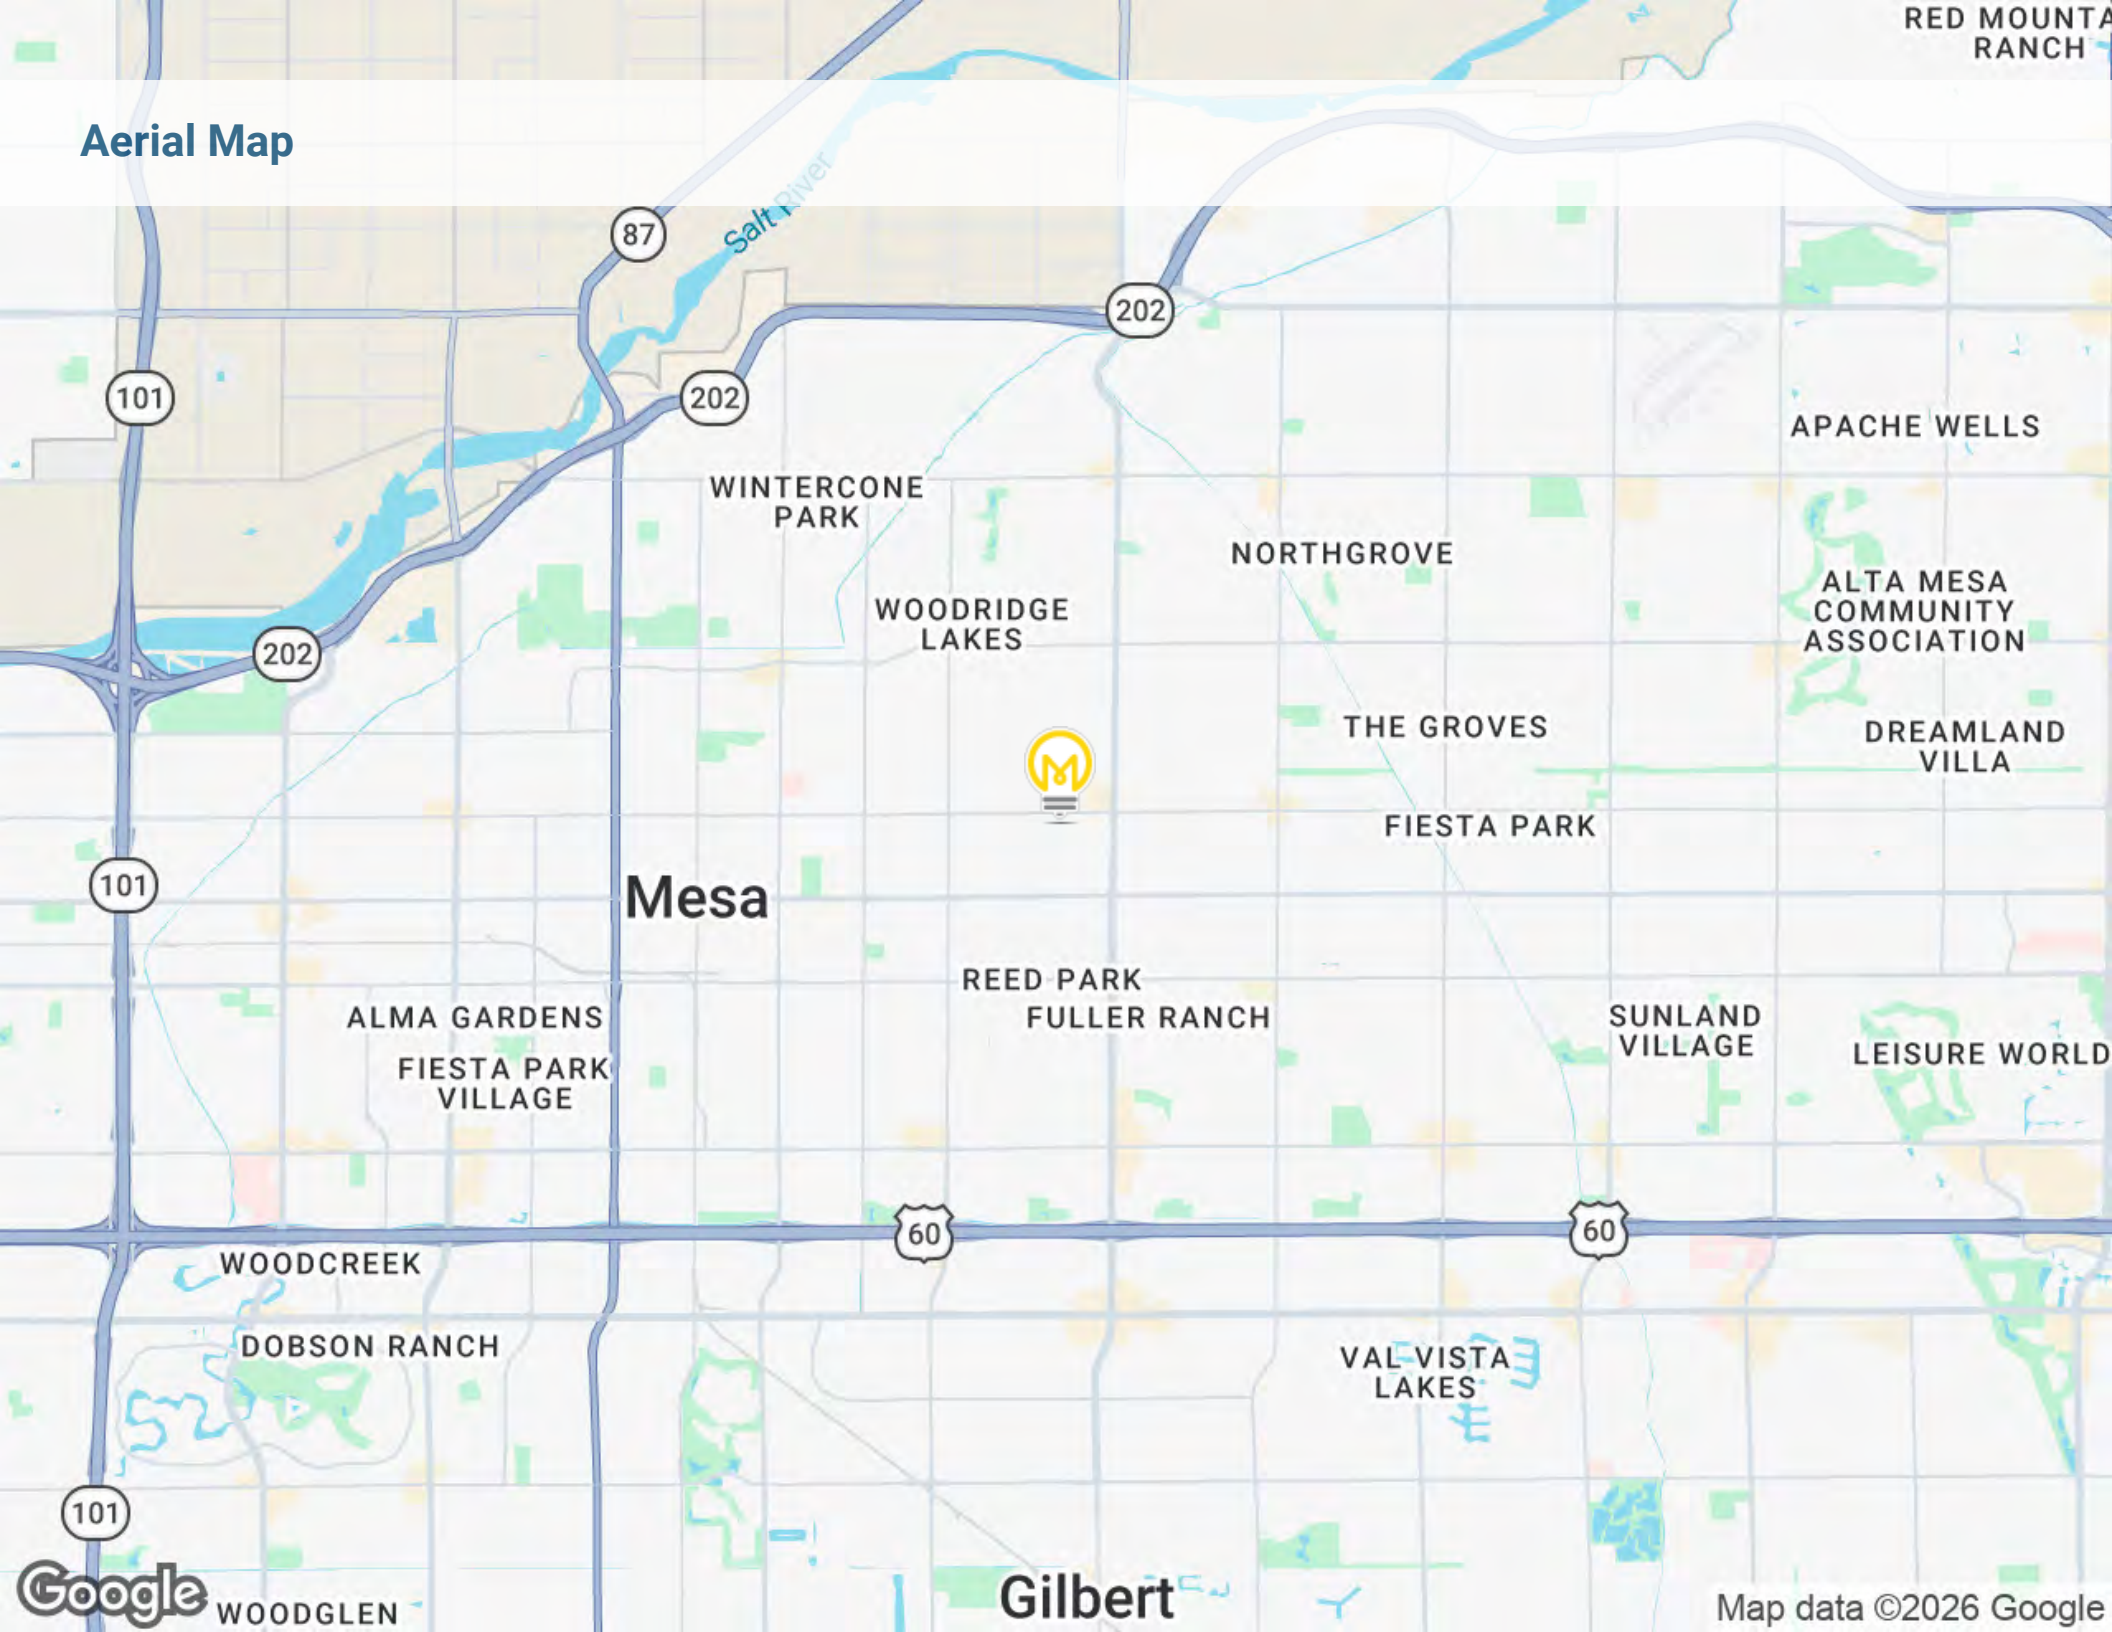 RED MOUNTA
RANCH
Aerial Map
Salt River
87
202
101
202
APACHE WELLS
WINTERCONE
PARK
NORTHGROVE
WOODRIDGE
LAKES
ALTA MESA
COMMUNITY
ASSOCIATION
202
THE GROVES
DREAMLAND
VILLA
M
FIESTA PARK
101
Mesa
REED PARK
FULLER RANCH
ALMA GARDENS
FIESTA PARK
VILLAGE
SUNLAND
VILLAGE
LEISURE WORLD
60
60
WOODCREEK
DOBSON RANCH
VAL VISTA
LAKES
101
Google
WOODGLEN
Gilbert
Map data ©2026 Google